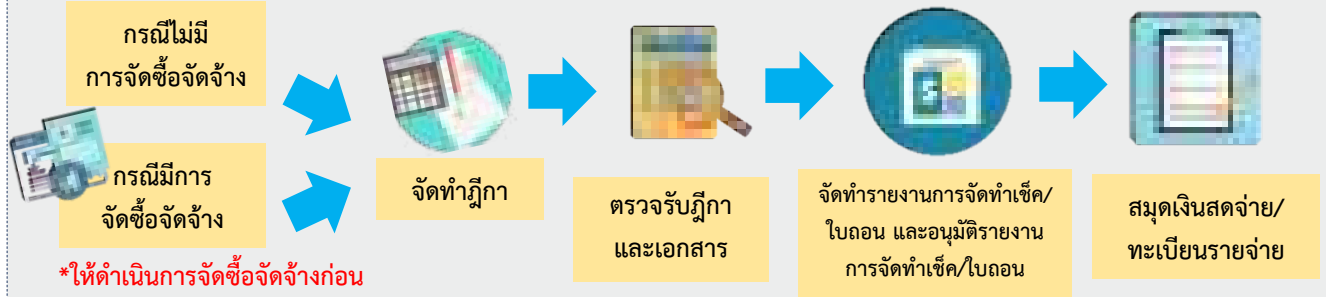 กรณีไม่มี
การจัดซื้อจัดจ้าง
กรณีมีการ
จัดซื้อจัดจ้าง
*ให้ดำเนินการจัดซื้อจัดจ้างก่อน
จัดทำฎีกา
ตรวจรับฎีกา
และเอกสาร
จัดทำรายงานการจัดทำเช็ค/
ใบถอน และอนุมัติรายงาน
การจัดทำเช็ค/ใบถอน
สมุดเงินสดจ่าย/
ทะเบียนรายจ่าย